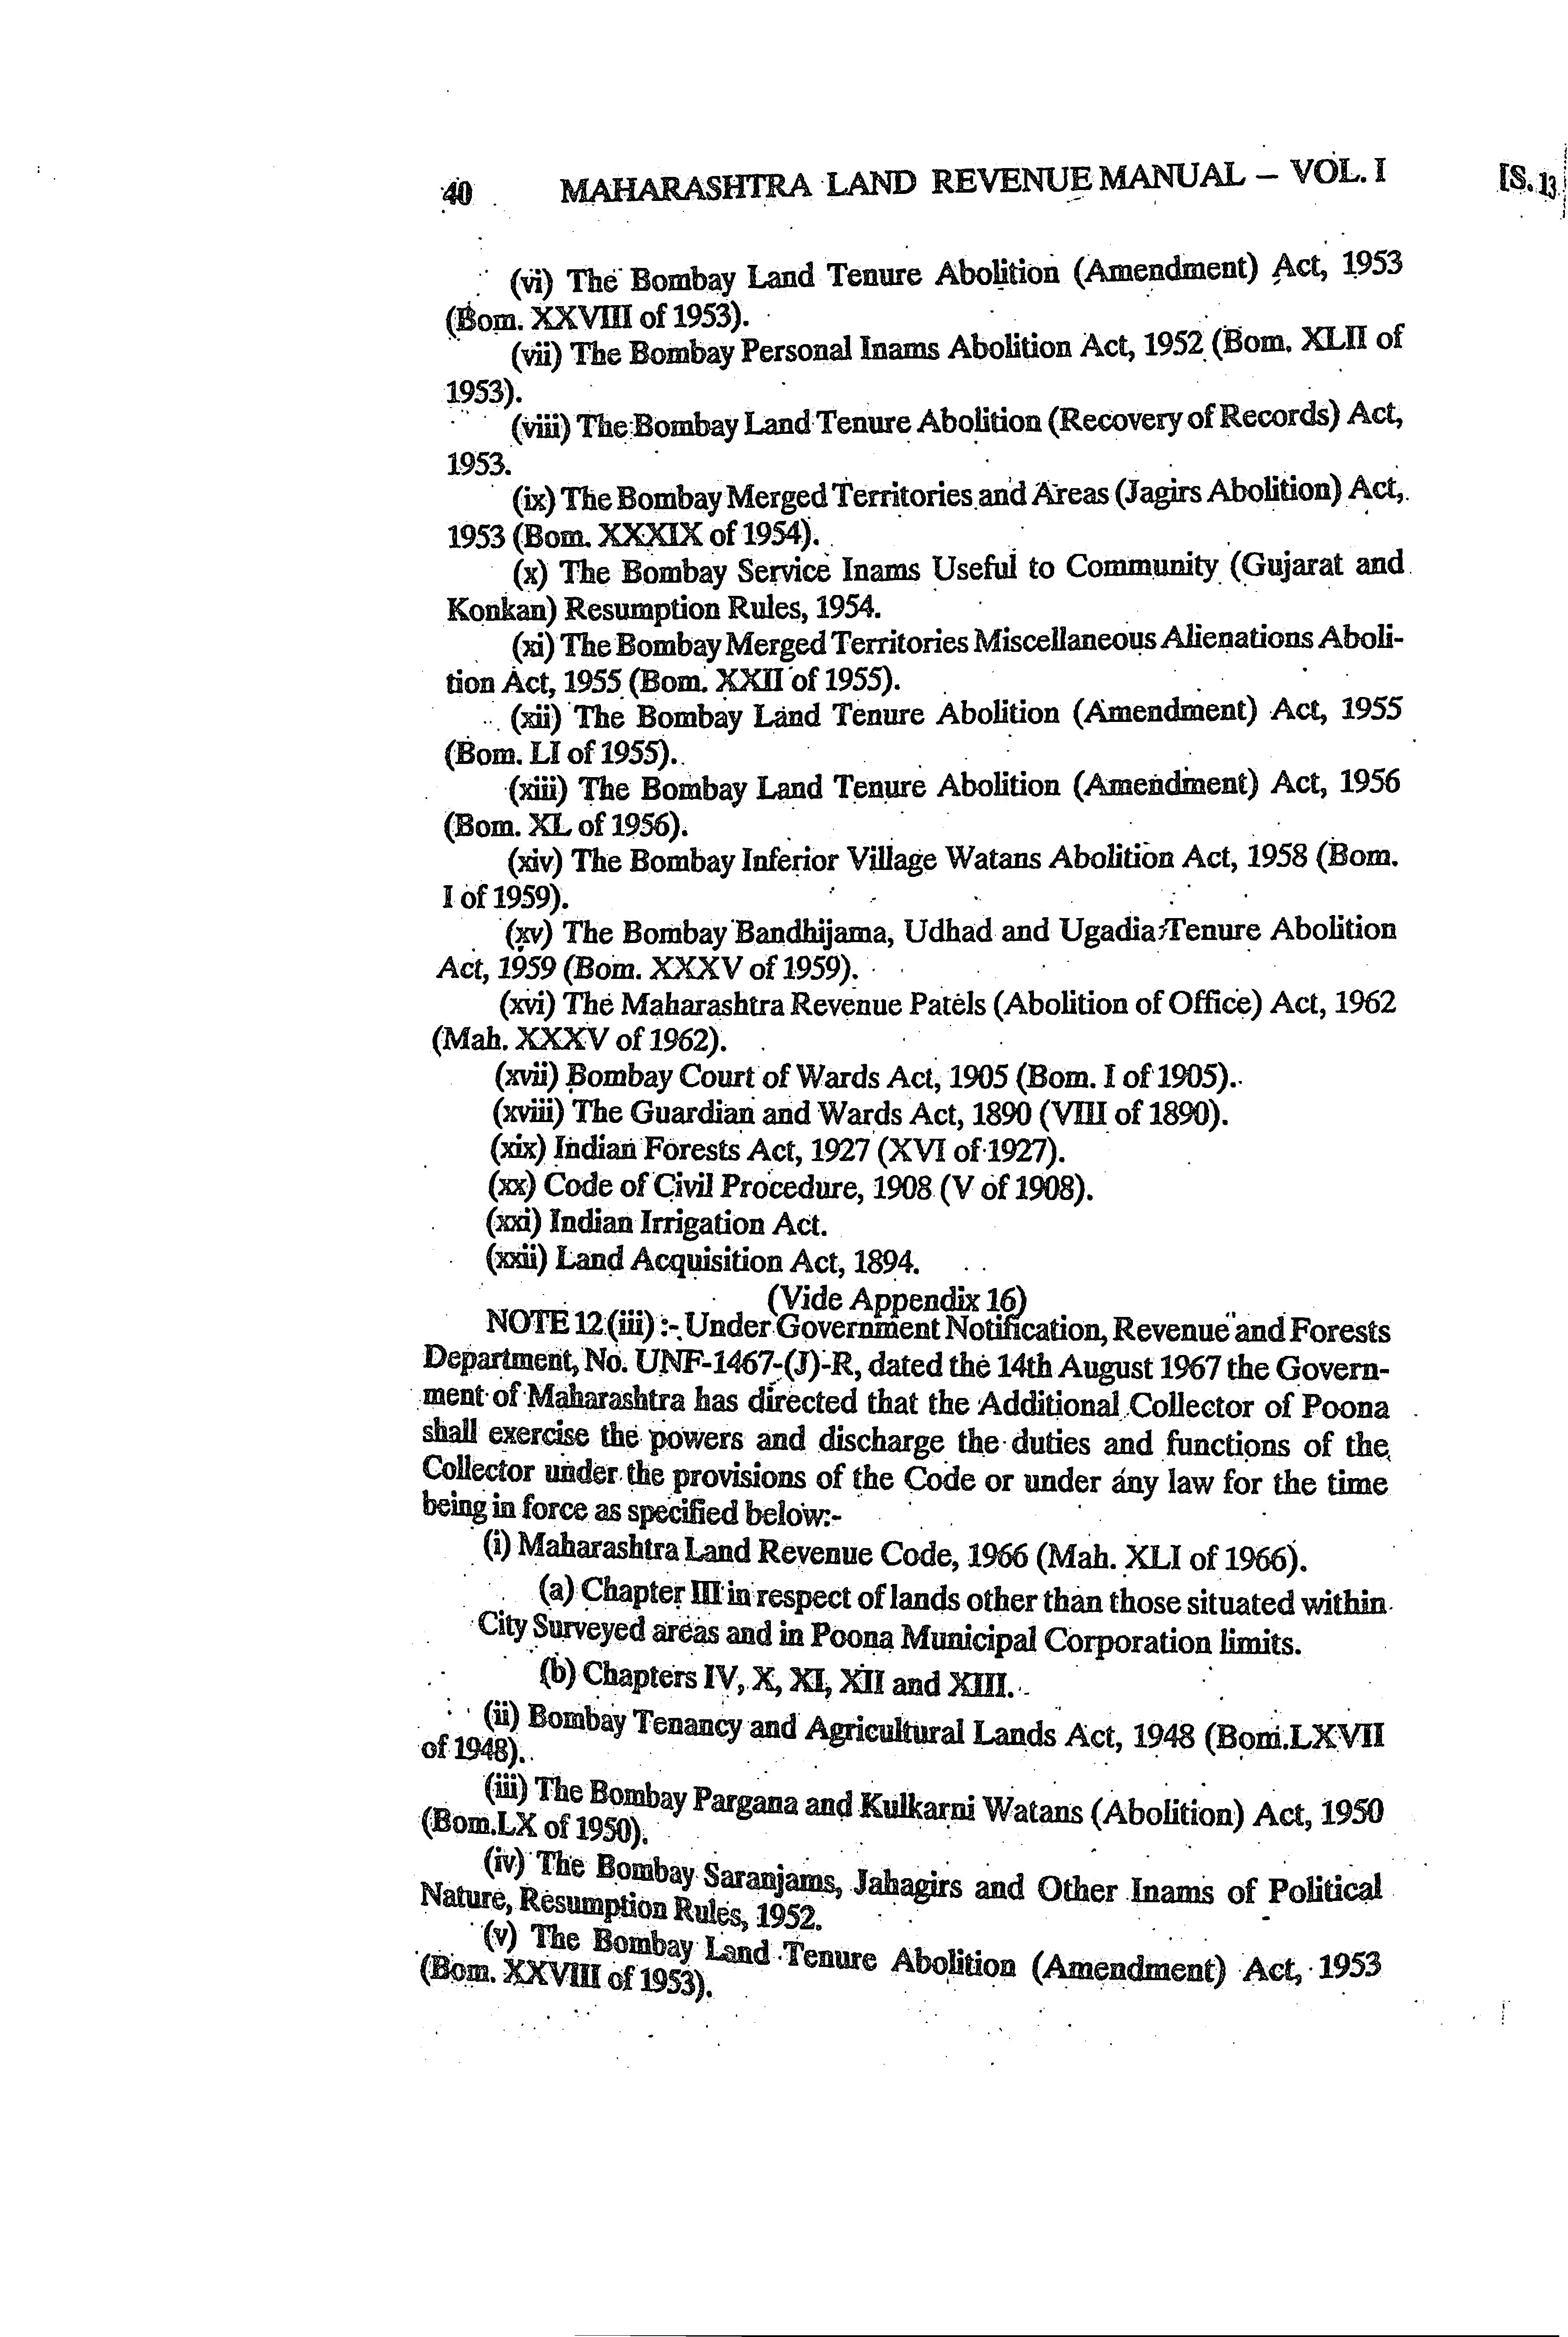 40 MAHARASHTRA LAND REVENUE MANUAL – VOL. I [S. 13
(vi) The Bombay Land Tenure Abolition (Amendment) Act, 1953
(Bom. XXVIII of 1953).
(vii) The Bombay Personal Inams Abolition Act, 1952 (Bom. XLII of
1953).
(viii) The Bombay Land Tenure Abolition (Recovery of Records) Act,
1953.
(ix) The Bombay Merged Territories and Areas (Jagirs Abolition) Act,
1953 (Bom. XXXIX of 1954).
(x) The Bombay Service Inams Useful to Community (Gujarat and
Konkan) Resumption Rules, 1954.
(xi) The Bombay Merged Territories Miscellaneous Alienations Aboli-
tion Act, 1955 (Bom. XXII of 1955).
(xii) The Bombay Land Tenure Abolition (Amendment) Act, 1955
(Bom. LI of 1955).
(xiii) The Bombay Land Tenure Abolition (Amendment) Act, 1956
(Bom. XL of 1956).
(xiv) The Bombay Inferior Village Watans Abolition Act, 1958 (Bom.
I of 1959).
(xv) The Bombay Bandhijama, Udhad and Ugadia Tenure Abolition
Act, 1959 (Bom. XXXV of 1959).
(xvi) The Maharashtra Revenue Patels (Abolition of Office) Act, 1962
(Mah. XXXV of 1962).
(xvii) Bombay Court of Wards Act, 1905 (Bom. I of 1905).
(xviii) The Guardian and Wards Act, 1890 (VIII of 1890).
(xix) Indian Forests Act, 1927 (XVI of 1927).
(xx) Code of Civil Procedure, 1908 (V of 1908).
(xxi) Indian Irrigation Act.
(xxii) Land Acquisition Act, 1894.
(Vide Appendix 16)
NOTE 12 (iii) :- Under Government Notification, Revenue and Forests
Department, No. UNF-1467-(J)-R, dated the 14th August 1967 the Govern-
ment of Maharashtra has directed that the Additional Collector of Poona
shall exercise the powers and discharge the duties and functions of the
Collector under the provisions of the Code or under any law for the time
being in force as specified below:-
(i) Maharashtra Land Revenue Code, 1966 (Mah. XLI of 1966).
(a) Chapter III in respect of lands other than those situated within
City Surveyed areas and in Poona Municipal Corporation limits.
(b) Chapters IV, X, XI, XII and XIII.
(ii) Bombay Tenancy and Agricultural Lands Act, 1948 (Bom.LXVII
of 1948).
(iii) The Bombay Pargana and Kulkarni Watans (Abolition) Act, 1950
(Bom.LX of 1950).
(iv) The Bombay Saranjams, Jahagirs and Other Inams of Political
Nature, Resumption Rules, 1952.
(v) The Bombay Land Tenure Abolition (Amendment) Act, 1953
(Bom. XXVIII of 1953).